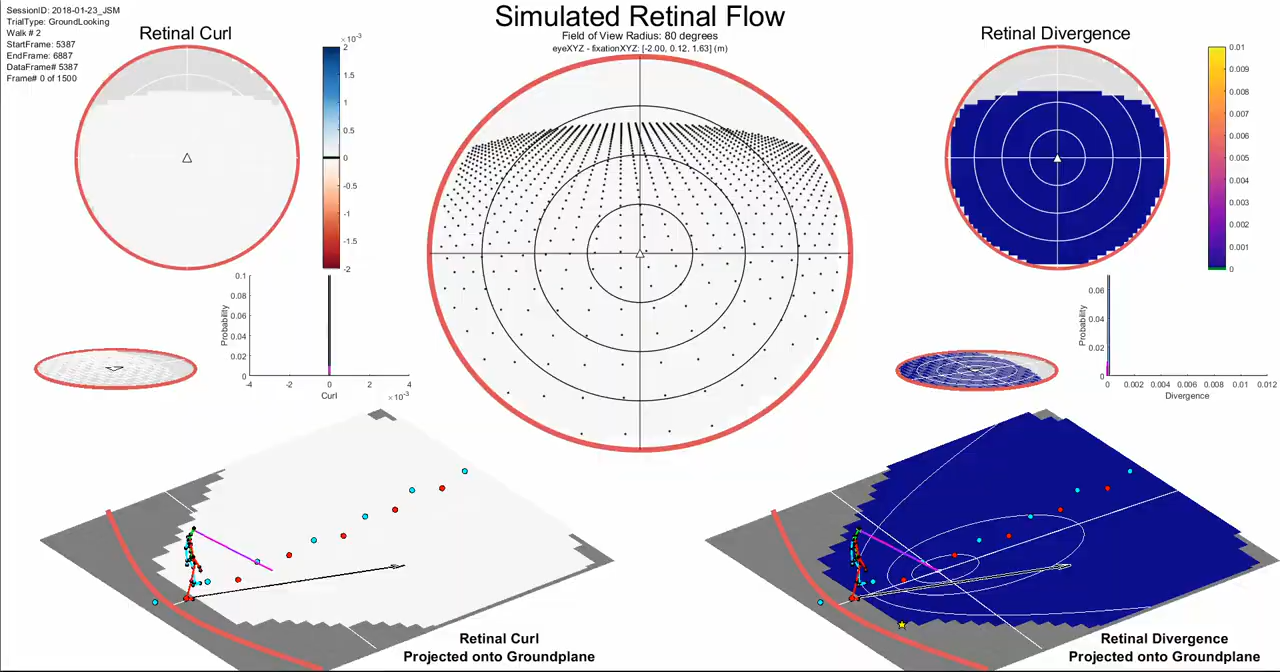 SessionID: 2018-01-23_JSM
TrialType: GroundLooking
Walk # 2
StartFrame: 5387
EndFrame: 6887
DataFrame# 5387
Frame# 0 of 1500
Simulated Retinal Flow
Field of View Radius: 80 degrees
eyeXYZ - fixationXYZ: [-2.00, 0.12, 1.63] (m)
Retinal Curl
×10⁻³
2
1.5
1
0.5
0
-0.5
-1
-1.5
-2
Retinal Divergence
0.01
0.009
0.008
0.007
0.006
0.005
0.004
0.003
0.002
0.001
0
Probability
0.1
0.08
0.06
0.04
0.02
0
-4 -2 0 2 4
Curl
×10⁻³
Probability
0.06
0.04
0.02
0
0 0.002 0.004 0.006 0.008 0.01 0.012
Divergence
Retinal Curl
Projected onto Groundplane
Retinal Divergence
Projected onto Groundplane